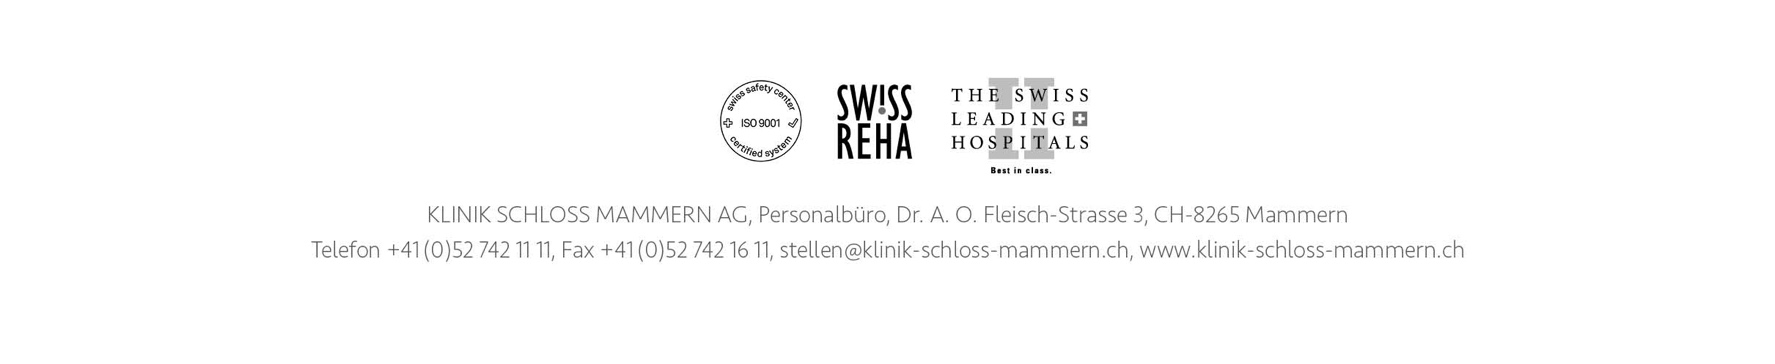 swiss safety center
ISO 9001
certified system
SWISS
REHA
THE SWISS
LEADING
HOSPITALS
Best in class.
KLINIK SCHLOSS MAMMERN AG, Personalbüro, Dr. A. O. Fleisch-Strasse 3, CH-8265 Mammern
Telefon +41 (0)52 742 11 11, Fax +41 (0)52 742 16 11, stellen@klinik-schloss-mammern.ch, www.klinik-schloss-mammern.ch